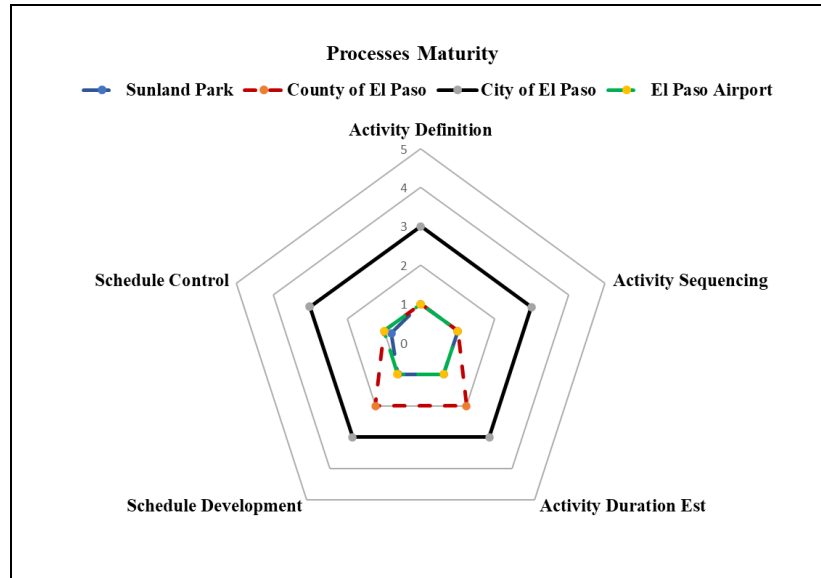 Processes Maturity
Sunland Park County of El Paso City of El Paso El Paso Airport
Activity Definition
5
4
3
2
1
0
Schedule Control
Activity Sequencing
Schedule Development
Activity Duration Est